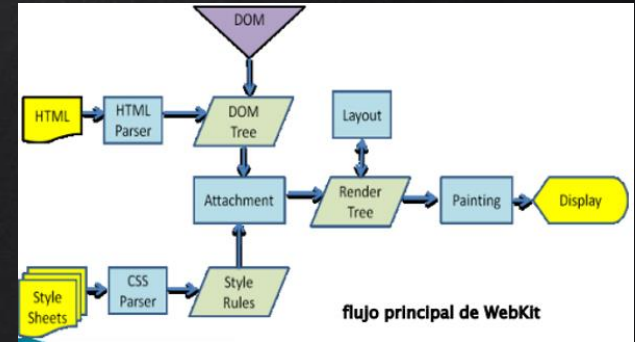 DOM
HTML
HTML
Parser
DOM
Tree
Layout
Attachment
Render
Tree
Painting
Display
Style
Sheets
CSS
Parser
Style
Rules
flujo principal de WebKit